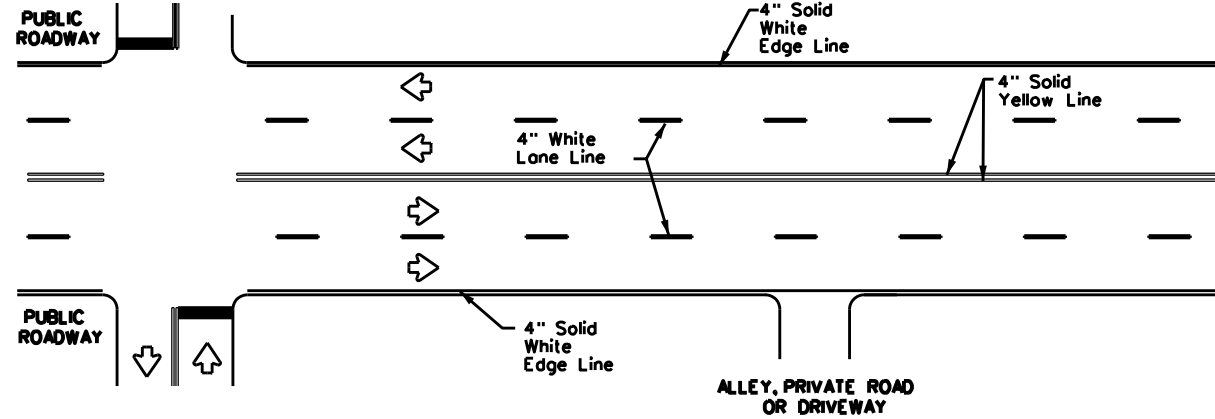 PUBLIC
ROADWAY
4" Solid
White
Edge Line
4" Solid
Yellow Line
4" White
Lane Line
PUBLIC
ROADWAY
4" Solid
White
Edge Line
ALLEY, PRIVATE ROAD
OR DRIVEWAY